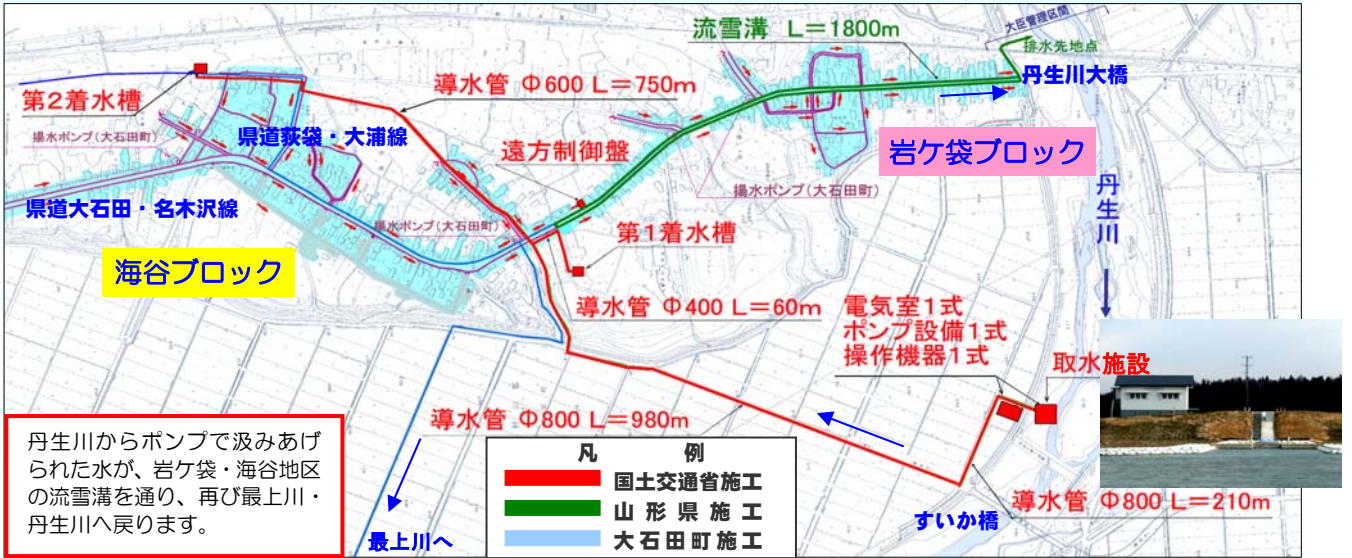 流雪溝 L=1800m
大臣管理区間
排水先地点
丹生川大橋
導水管 Φ600 L=750m
第2着水槽
揚水ポンプ(大石田町)
県道荻袋・大浦線
遠方制御盤
岩ケ袋ブロック
揚水ポンプ(大石田町)
丹生川
県道大石田・名木沢線
揚水ポンプ(大石田町)
第1着水槽
海谷ブロック
導水管 Φ400 L=60m
電気室1式
ポンプ設備1式
操作機器1式
取水施設
導水管 Φ800 L=980m
丹生川からポンプで汲みあげ
られた水が、岩ケ袋・海谷地区
の流雪溝を通り、再び最上川・
丹生川へ戻ります。
凡 例
国土交通省施工
山形県施工
大石田町施工
導水管 Φ800 L=210m
すいか橋
最上川へ